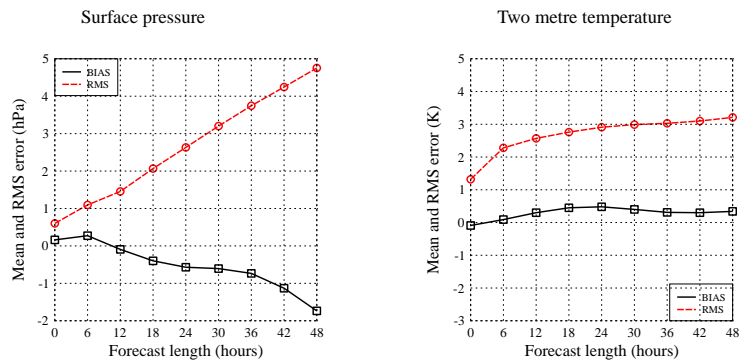 Surface pressure
BIAS
RMS
5
4
3
2
1
0
-1
-2
Mean and RMS error (hPa)
0 6 12 18 24 30 36 42 48
Forecast length (hours)
Two metre temperature
5
4
3
2
1
0
-1
-2
-3
Mean and RMS error (K)
BIAS
RMS
0 6 12 18 24 30 36 42 48
Forecast length (hours)